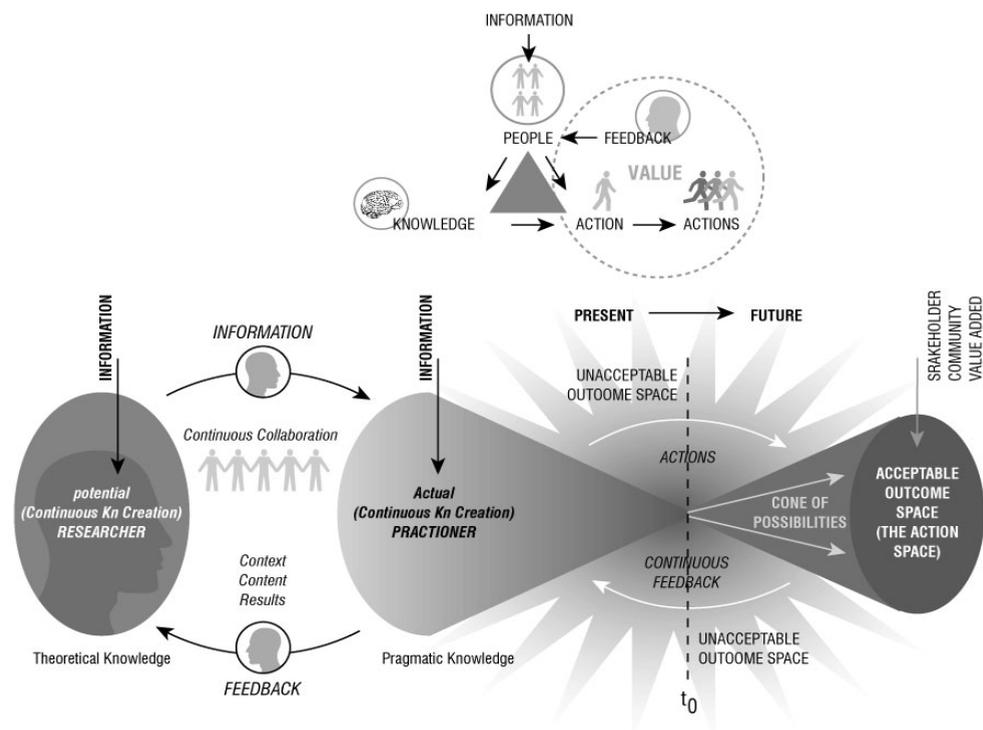 INFORMATION
PEOPLE
FEEDBACK
VALUE
KNOWLEDGE
ACTION
ACTIONS
INFORMATION
INFORMATION
INFORMATION
PRESENT
FUTURE
SRAKEHOLDER
COMMUNITY
VALUE ADDED
UNACCEPTABLE
OUTOOME SPACE
Continuous Collaboration
ACTIONS
potential
(Continuous Kn Creation)
RESEARCHER
Actual
(Continuous Kn Creation)
PRACTIONER
CONE OF
POSSIBILITIES
ACCEPTABLE
OUTCOME
SPACE
(THE ACTION
SPACE)
Context
Content
Results
CONTINUOUS
FEEDBACK
Theoretical Knowledge
FEEDBACK
Pragmatic Knowledge
UNACCEPTABLE
OUTCOME SPACE
t0